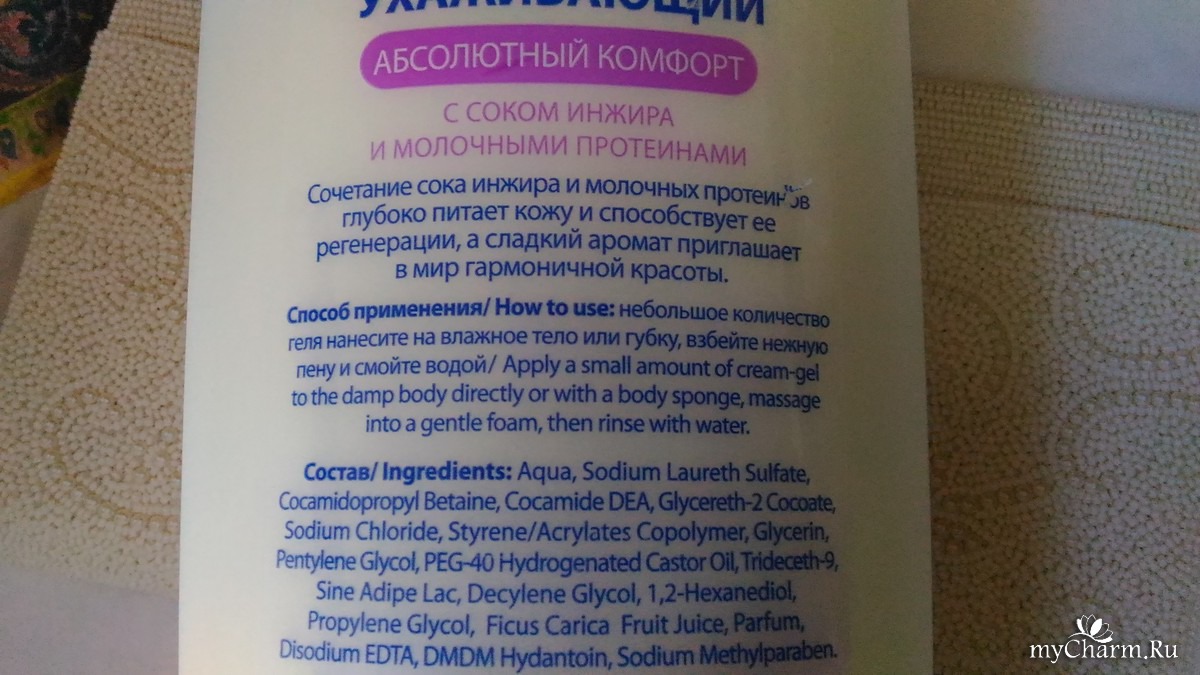 УХАЖИВАЮЩИЙ
АБСОЛЮТНЫЙ КОМФОРТ
С СОКОМ ИНЖИРА
И МОЛОЧНЫМИ ПРОТЕИНАМИ
Сочетание сока инжира и молочных протеинов
глубоко питает кожу и способствует ее
регенерации, а сладкий аромат приглашает
в мир гармоничной красоты.
Способ применения/ How to use: небольшое количество
геля нанесите на влажное тело или губку, взбейте нежную
пену и смойте водой/ Apply a small amount of cream-gel
to the damp body directly or with a body sponge, massage
into a gentle foam, then rinse with water.
Состав/ Ingredients: Aqua, Sodium Laureth Sulfate,
Cocamidopropyl Betaine, Cocamide DEA, Glycereth-2 Cocoate,
Sodium Chloride, Styrene/Acrylates Copolymer, Glycerin,
Pentylene Glycol, PEG-40 Hydrogenated Castor Oil, Trideceth-9,
Sine Adipe Lac, Decylene Glycol, 1,2-Hexanediol,
Propylene Glycol, Ficus Carica Fruit Juice, Parfum,
Disodium EDTA, DMDM Hydantoin, Sodium Methylparaben.
myCharm.Ru